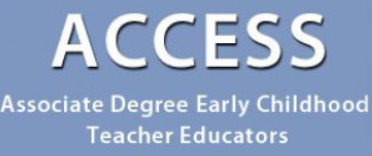 ACCESS
Associate Degree Early Childhood
Teacher Educators